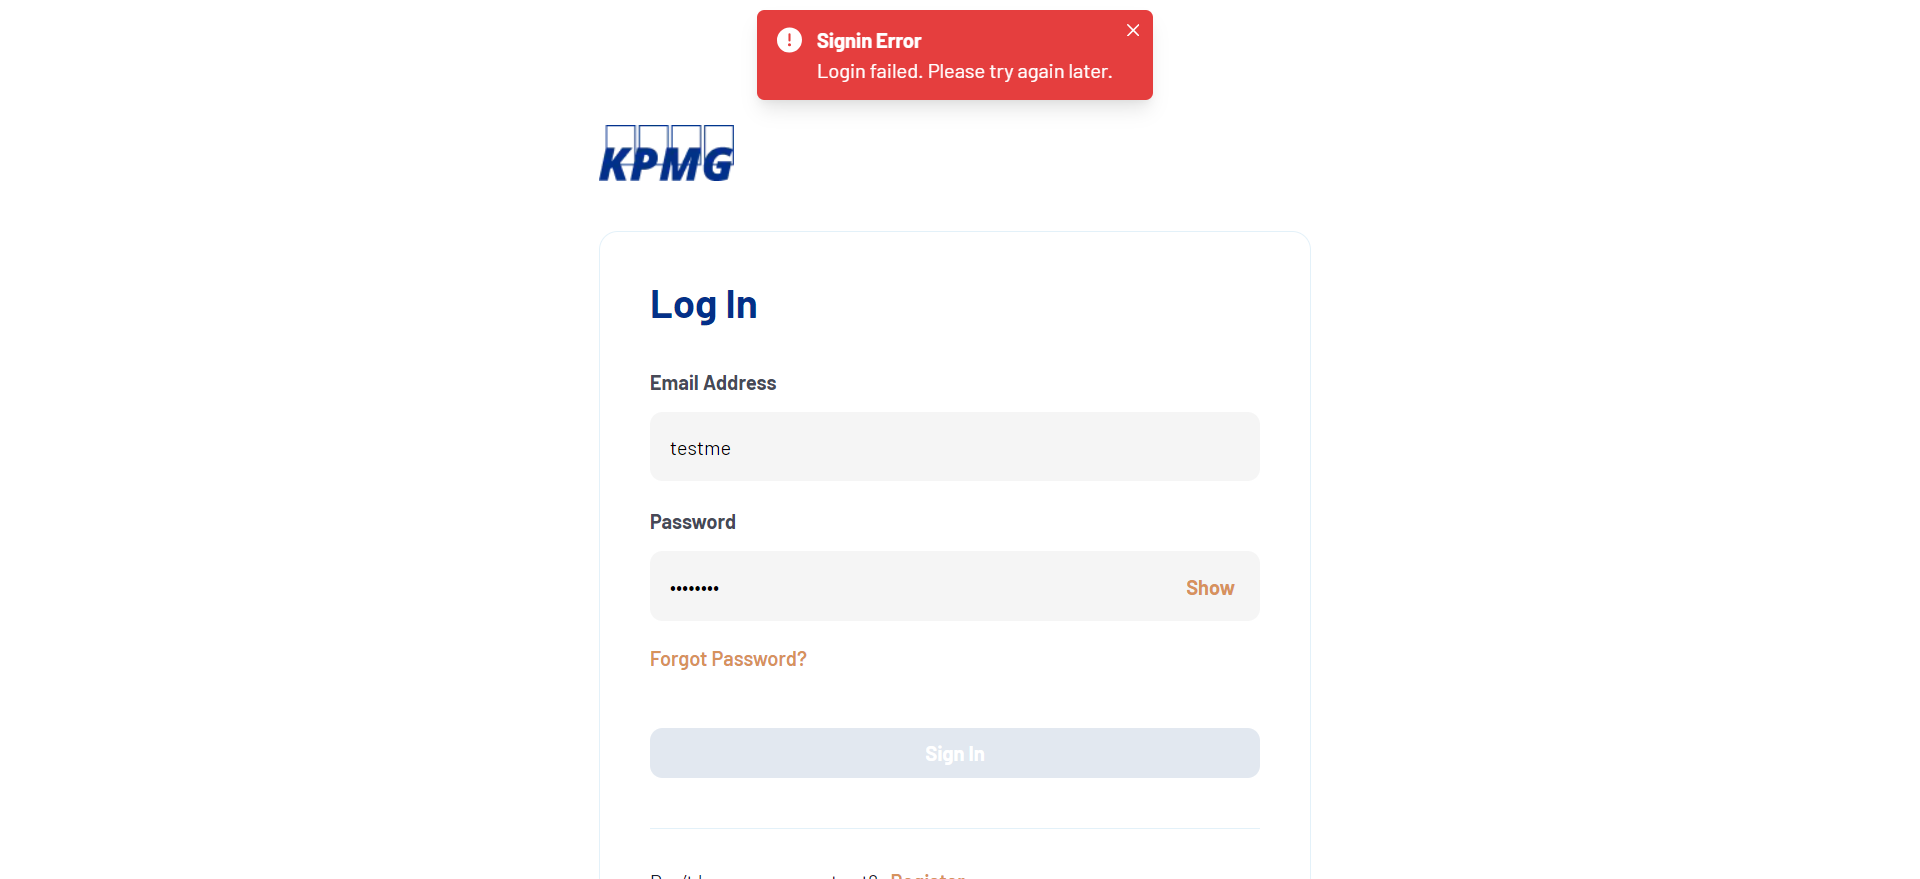 Signin Error
Login failed. Please try again later.
KPMG
Log In
Email Address
testme
Password
••••••••
Show
Forgot Password?
Sign In
Register